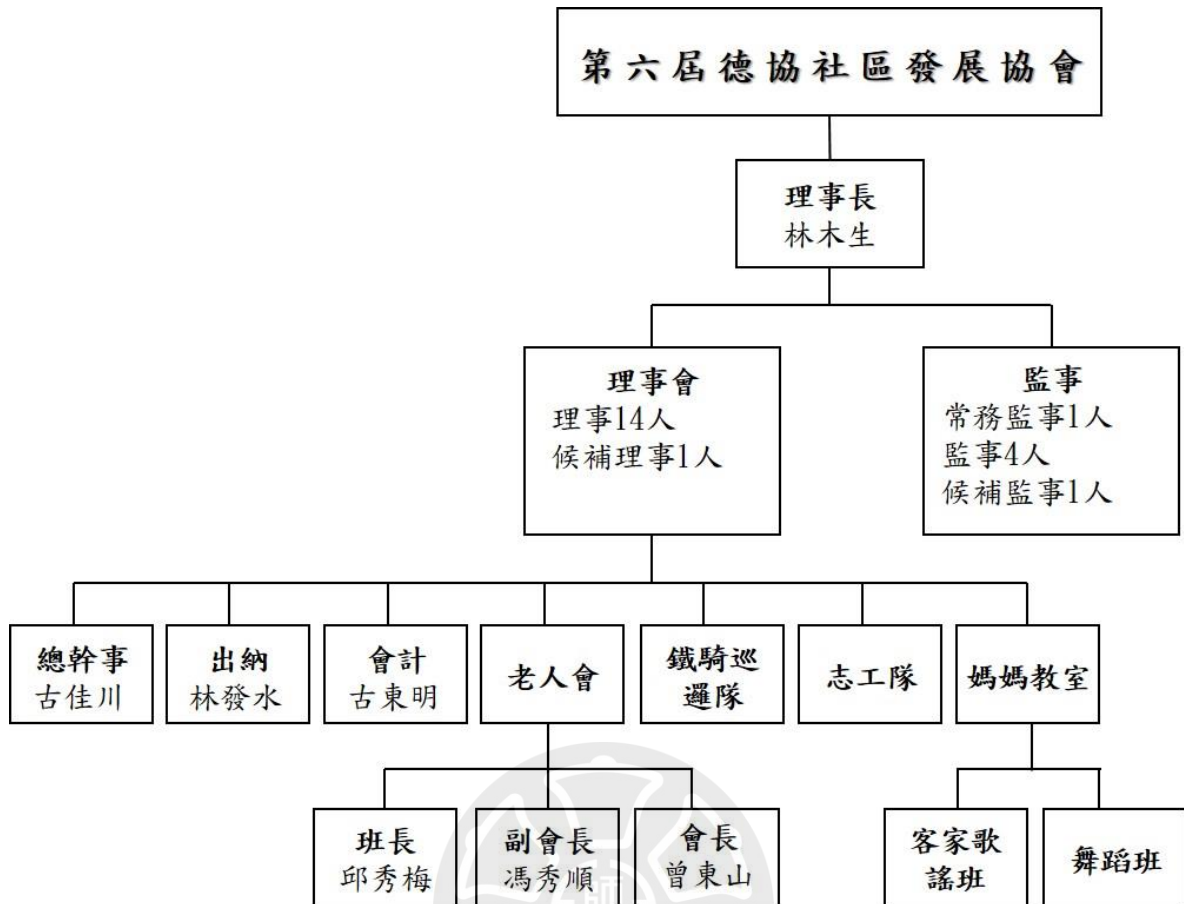 第六屆德協社區發展協會
理事長
林木生
理事會
理事14人
候補理事1人
監事
常務監事1人
監事4人
候補監事1人
總幹事
古佳川
出納
林發水
會計
古東明
老人會
鐵騎巡
邏隊
志工隊
媽媽教室
班長
邱秀梅
副會長
馮秀順
會長
曾東山
客家歌
謠班
舞蹈班
師